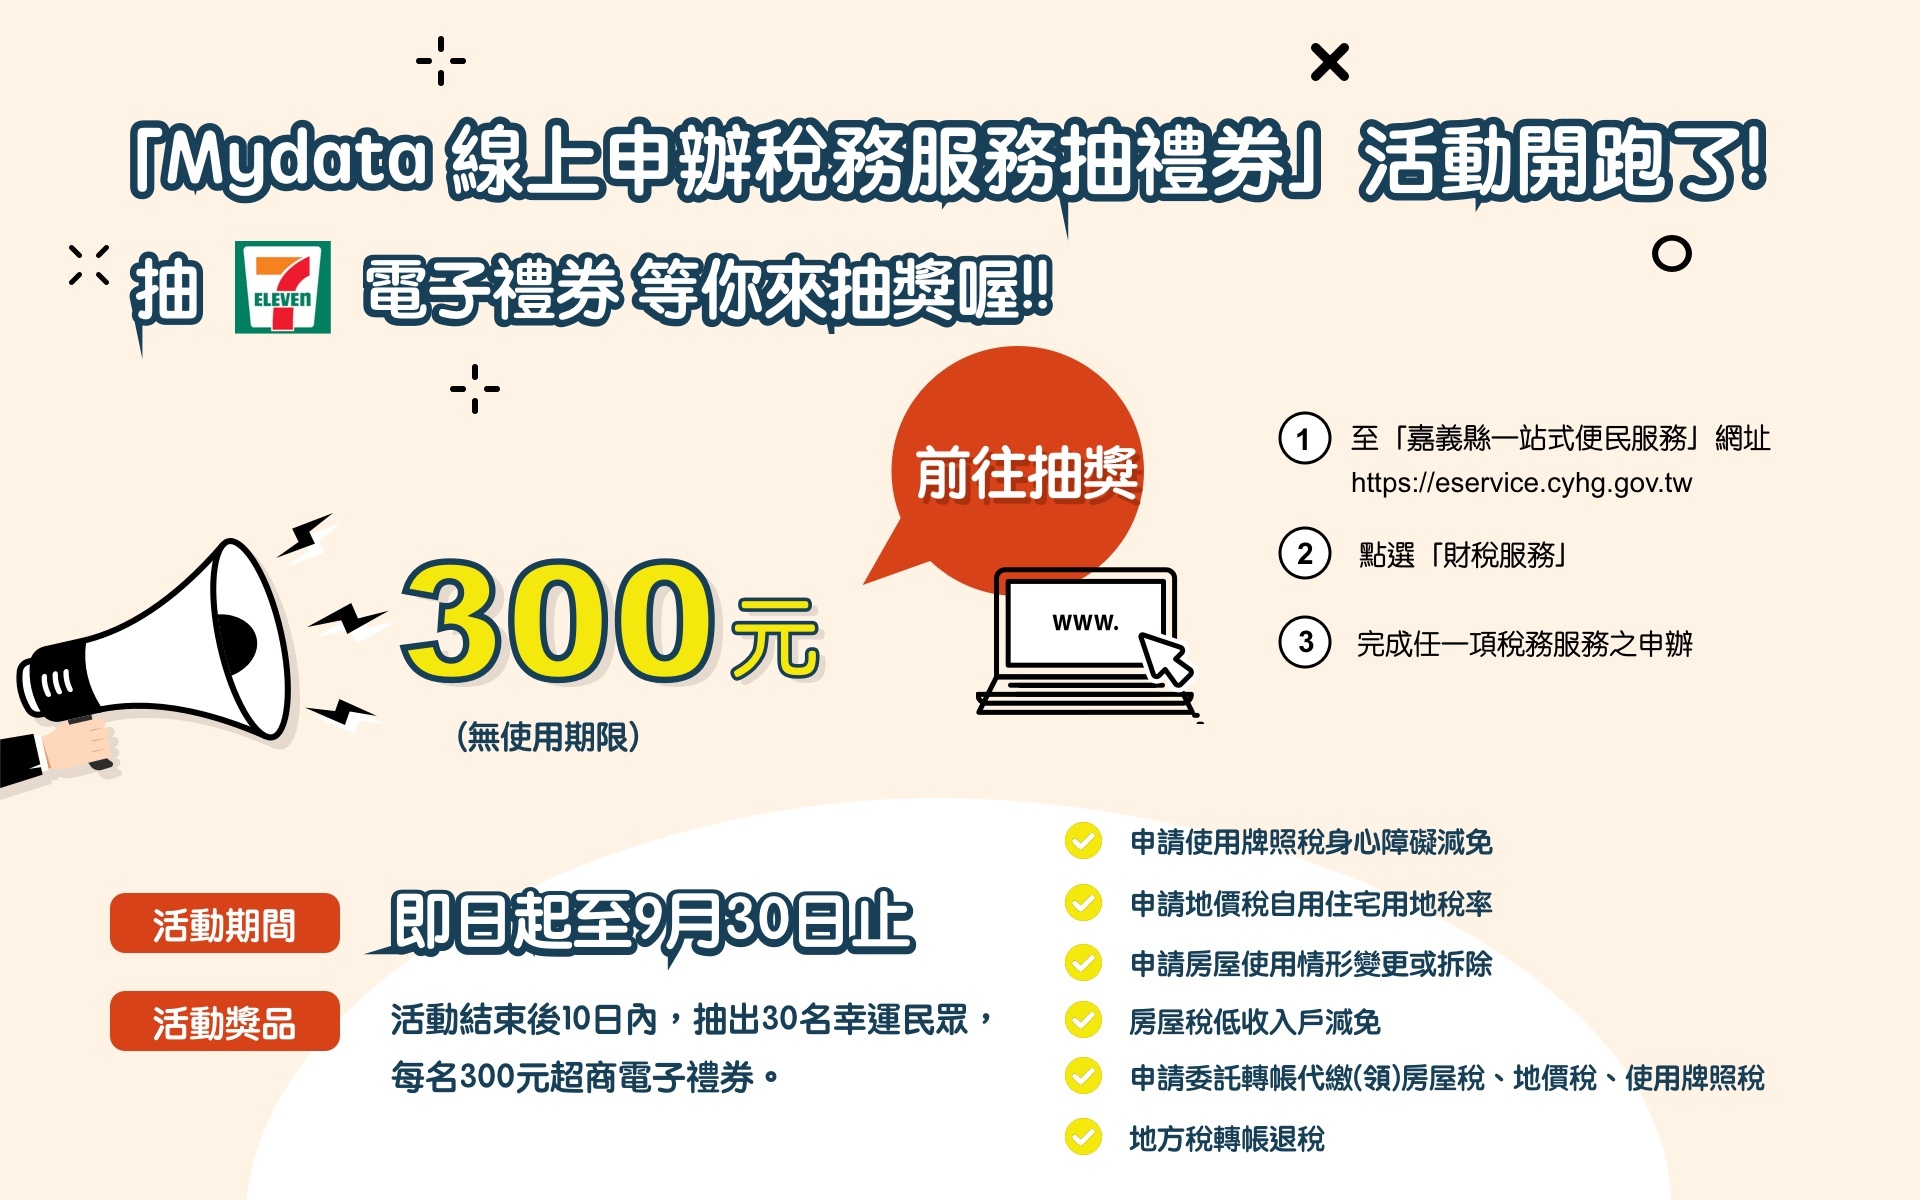 「Mydata 線上申辦稅務服務抽禮券」活動開跑了!
抽 7 ELEVEN 電子禮券 等你來抽獎喔!!
前往抽獎
1 至「嘉義縣一站式便民服務」網址
https://eservice.cyhg.gov.tw
2 點選「財稅服務」
3 完成任一項稅務服務之申辦
300元
(無使用期限)
www.
活動期間 即日起至9月30日止
活動獎品 活動結束後10日內，抽出30名幸運民眾，
每名300元超商電子禮券。
申請使用牌照稅身心障礙減免
申請地價稅自用住宅用地稅率
申請房屋使用情形變更或拆除
房屋稅低收入戶減免
申請委託轉帳代繳(領)房屋稅、地價稅、使用牌照稅
地方稅轉帳退稅